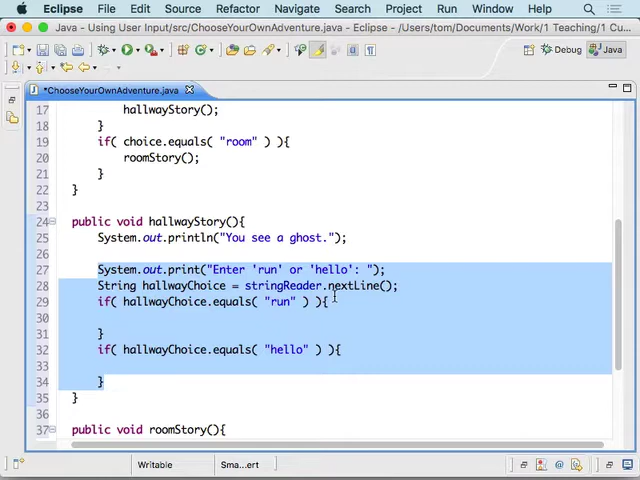 Eclipse File Edit Source Refactor Navigate Search Project Run Window Help
Java - Using User Input/src/ChooseYourOwnAdventure.java - Eclipse - /Users/tom/Documents/Work/1 Teaching/1 Cu...
Debug Java
*ChooseYourOwnAdventure.java
17 hallwayStory();
18 }
19 if( choice.equals( "room" ) ){
20 roomStory();
21 }
22 }
23
24 public void hallwayStory(){
25 System.out.println("You see a ghost.");
26
27 System.out.print("Enter 'run' or 'hello': ");
28 String hallwayChoice = stringReader.nextLine();
29 if( hallwayChoice.equals( "run" ) ){
30
31 }
32 if( hallwayChoice.equals( "hello" ) ){
33
34 }
35 }
36
37 public void roomStory(){
Writable Sma...ert